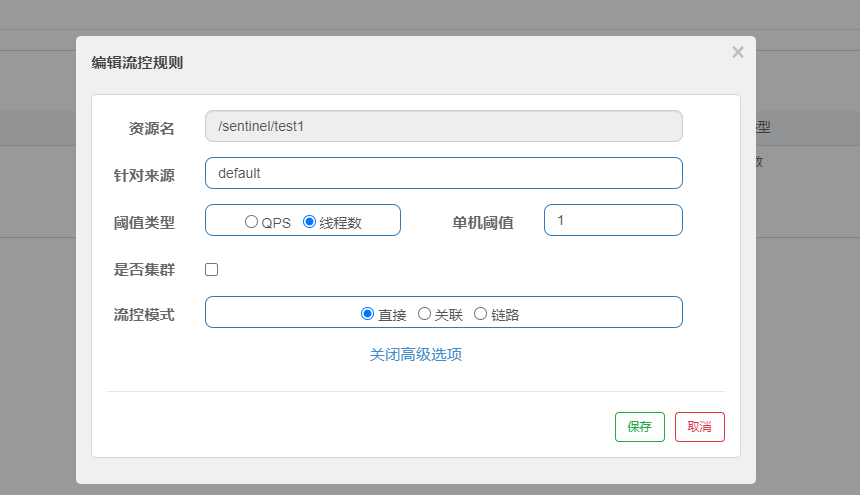 编辑流控规则 ×
资源名 /sentinel/test1
针对来源 default
阈值类型 QPS 线程数 单机阈值 1
是否集群
流控模式 直接 关联 链路
关闭高级选项
保存 取消
型
数